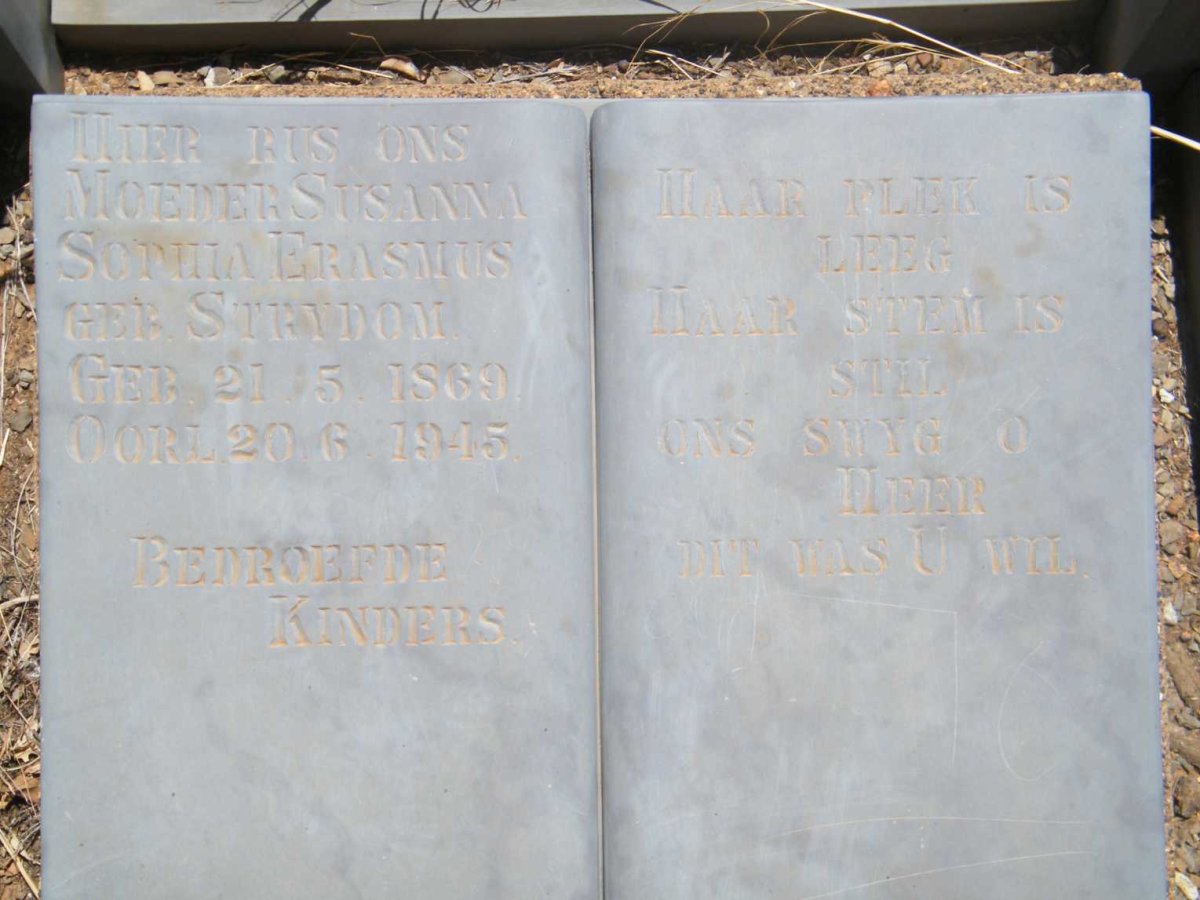 HIER RUS ONS
MOEDER SUSANNA
SOPHIA ERASMUS
GEB. STRYDOM.
GEB. 21.5.1869.
OORL. 20.6.1945.
BEDROEFDE
KINDERS.
HAAR PLEK IS
LEEG
HAAR STEM IS
STIL
ONS SWYG O
HEER
DIT WAS U WIL.